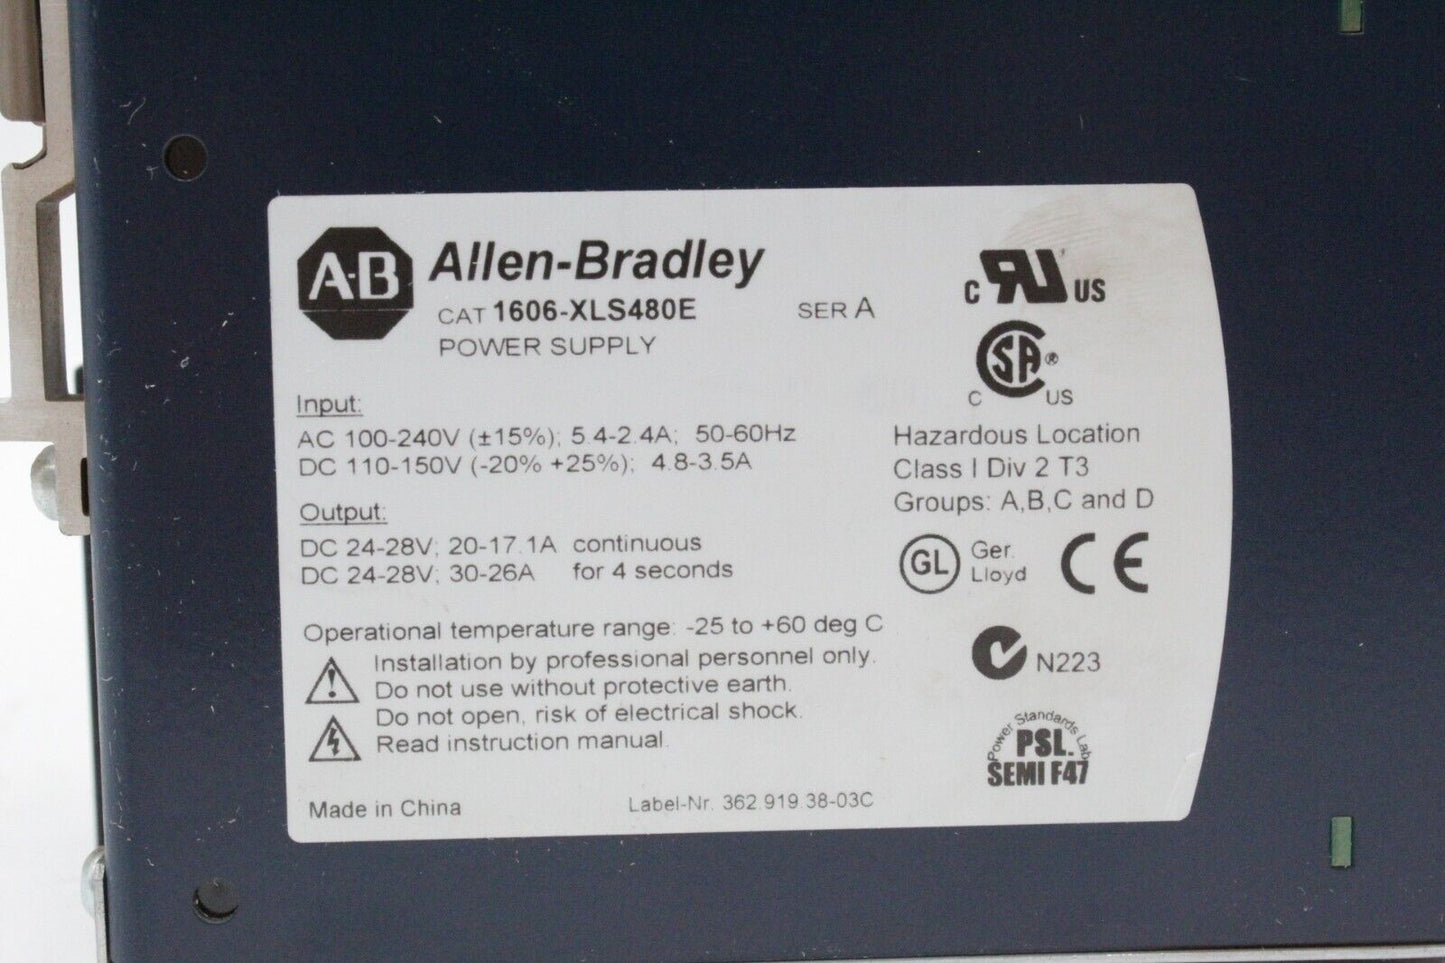 A-B Allen-Bradley
CAT 1606-XLS480E SER A
POWER SUPPLY
Input:
AC 100-240V (±15%); 5.4-2.4A; 50-60Hz
DC 110-150V (-20% +25%); 4.8-3.5A
Output:
DC 24-28V; 20-17.1A continuous
DC 24-28V; 30-26A for 4 seconds
Operational temperature range: -25 to +60 deg C
Installation by professional personnel only.
Do not use without protective earth.
Do not open, risk of electrical shock.
Read instruction manual.
Made in China
Label-Nr. 362.919.38-03C
C RU US
SA ®
C US
Hazardous Location
Class I Div 2 T3
Groups: A,B,C and D
GL Ger.
Lloyd
CE
N223
Power Standards Lab
PSL.
SEMI F47